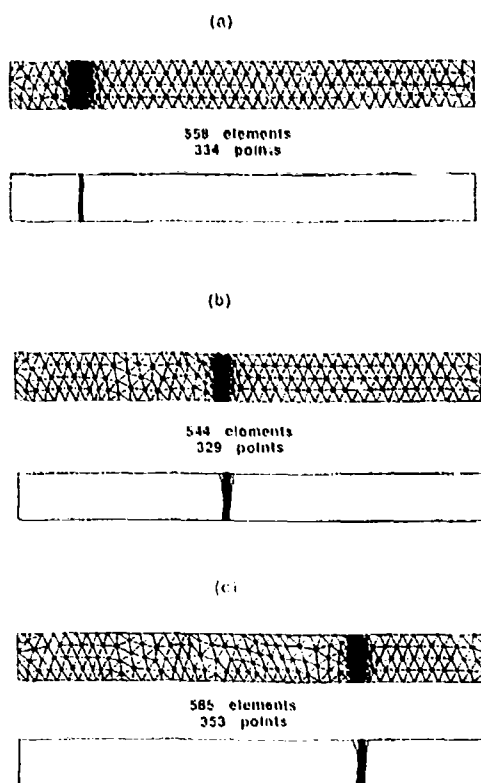 (a)
558 elements
334 points
(b)
544 elements
329 points
(c)
585 elements
353 points